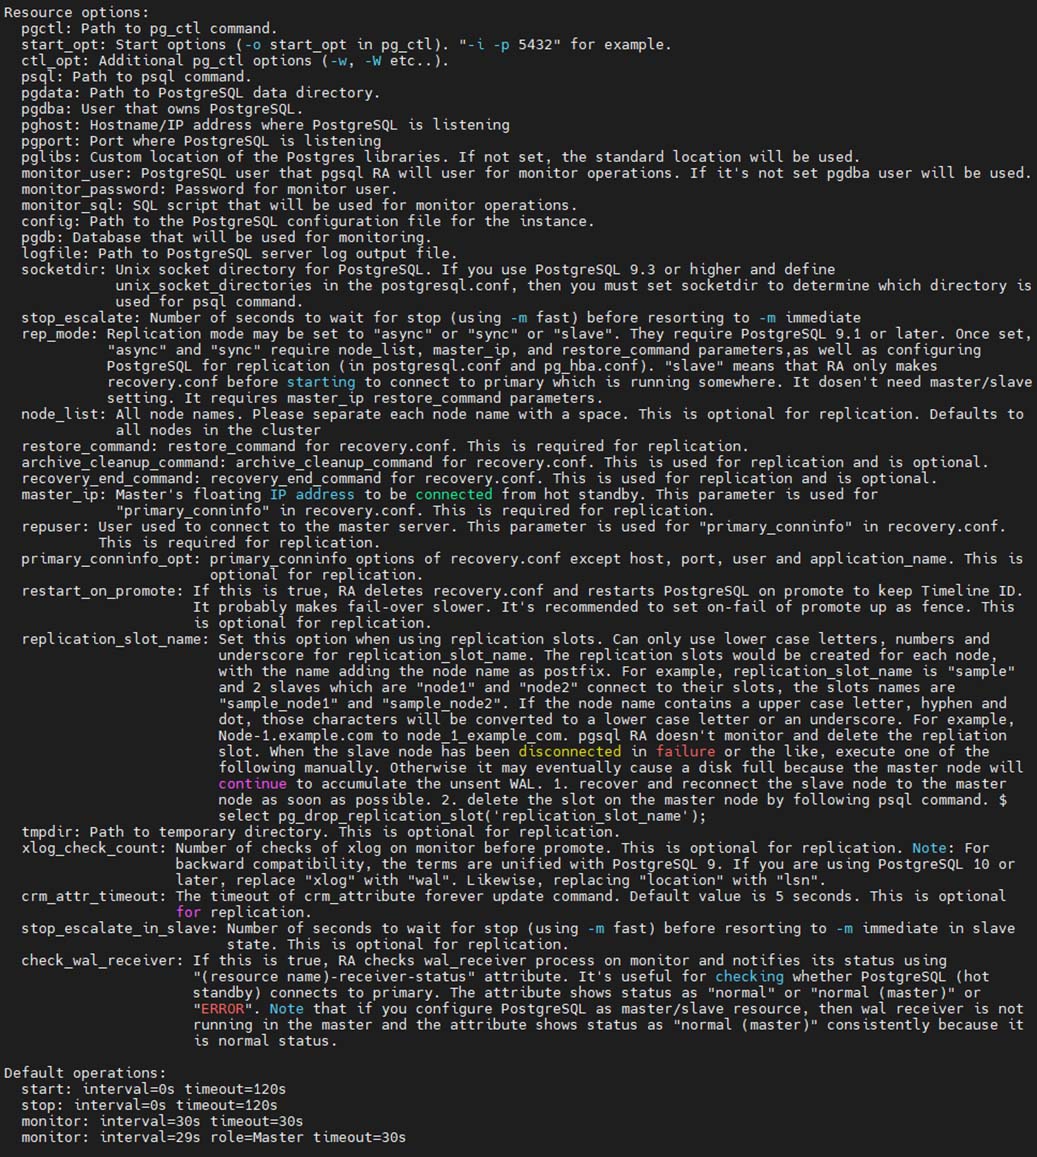 Resource options:
pgctl: Path to pg_ctl command.
start_opt: Start options (-o start_opt in pg_ctl). "-i -p 5432" for example.
ctl_opt: Additional pg_ctl options (-w, -W etc..).
psql: Path to psql command.
pgdata: Path to PostgreSQL data directory.
pgdba: User that owns PostgreSQL.
pghost: Hostname/IP address where PostgreSQL is listening
pgport: Port where PostgreSQL is listening
pglibs: Custom location of the Postgres libraries. If not set, the standard location will be used.
monitor_user: PostgreSQL user that pgsql RA will user for monitor operations. If it's not set pgdba user will be used.
monitor_password: Password for monitor user.
monitor_sql: SQL script that will be used for monitor operations.
config: Path to the PostgreSQL configuration file for the instance.
pgdb: Database that will be used for monitoring.
logfile: Path to PostgreSQL server log output file.
socketdir: Unix socket directory for PostgreSQL. If you use PostgreSQL 9.3 or higher and define
unix_socket_directories in the postgresql.conf, then you must set socketdir to determine which directory is
used for psql command.
stop_escalate: Number of seconds to wait for stop (using -m fast) before resorting to -m immediate
rep_mode: Replication mode may be set to "async" or "sync" or "slave". They require PostgreSQL 9.1 or later. Once set,
"async" and "sync" require node_list, master_ip, and restore_command parameters,as well as configuring
PostgreSQL for replication (in postgresql.conf and pg_hba.conf). "slave" means that RA only makes
recovery.conf before starting to connect to primary which is running somewhere. It dosen't need master/slave
setting. It requires master_ip restore_command parameters.
node_list: All node names. Please separate each node name with a space. This is optional for replication. Defaults to
all nodes in the cluster
restore_command: restore_command for recovery.conf. This is required for replication.
archive_cleanup_command: archive_cleanup_command for recovery.conf. This is used for replication and is optional.
recovery_end_command: recovery_end_command for recovery.conf. This is used for replication and is optional.
master_ip: Master's floating IP address to be connected from hot standby. This parameter is used for
"primary_conninfo" in recovery.conf. This is required for replication.
repuser: User used to connect to the master server. This parameter is used for "primary_conninfo" in recovery.conf.
This is required for replication.
primary_conninfo_opt: primary_conninfo options of recovery.conf except host, port, user and application_name. This is
optional for replication.
restart_on_promote: If this is true, RA deletes recovery.conf and restarts PostgreSQL on promote to keep Timeline ID.
It probably makes fail-over slower. It's recommended to set on-fail of promote up as fence. This
is optional for replication.
replication_slot_name: Set this option when using replication slots. Can only use lower case letters, numbers and
underscore for replication_slot_name. The replication slots would be created for each node,
with the name adding the node name as postfix. For example, replication_slot_name is "sample"
and 2 slaves which are "node1" and "node2" connect to their slots, the slots names are
"sample_node1" and "sample_node2". If the node name contains a upper case letter, hyphen and
dot, those characters will be converted to a lower case letter or an underscore. For example,
Node-1.example.com to node_1_example_com. pgsql RA doesn't monitor and delete the repliation
slot. When the slave node has been disconnected in failure or the like, execute one of the
following manually. Otherwise it may eventually cause a disk full because the master node will
continue to accumulate the unsent WAL. 1. recover and reconnect the slave node to the master
node as soon as possible. 2. delete the slot on the master node by following psql command. $
select pg_drop_replication_slot('replication_slot_name');
tmpdir: Path to temporary directory. This is optional for replication.
xlog_check_count: Number of checks of xlog on monitor before promote. This is optional for replication. Note: For
backward compatibility, the terms are unified with PostgreSQL 9. If you are using PostgreSQL 10 or
later, replace "xlog" with "wal". Likewise, replacing "location" with "lsn".
crm_attr_timeout: The timeout of crm_attribute forever update command. Default value is 5 seconds. This is optional
for replication.
stop_escalate_in_slave: Number of seconds to wait for stop (using -m fast) before resorting to -m immediate in slave
state. This is optional for replication.
check_wal_receiver: If this is true, RA checks wal_receiver process on monitor and notifies its status using
"(resource name)-receiver-status" attribute. It's useful for checking whether PostgreSQL (hot
standby) connects to primary. The attribute shows status as "normal" or "normal (master)" or
"ERROR". Note that if you configure PostgreSQL as master/slave resource, then wal receiver is not
running in the master and the attribute shows status as "normal (master)" consistently because it
is normal status.
Default operations:
start: interval=0s timeout=120s
stop: interval=0s timeout=120s
monitor: interval=30s timeout=30s
monitor: interval=29s role=Master timeout=30s